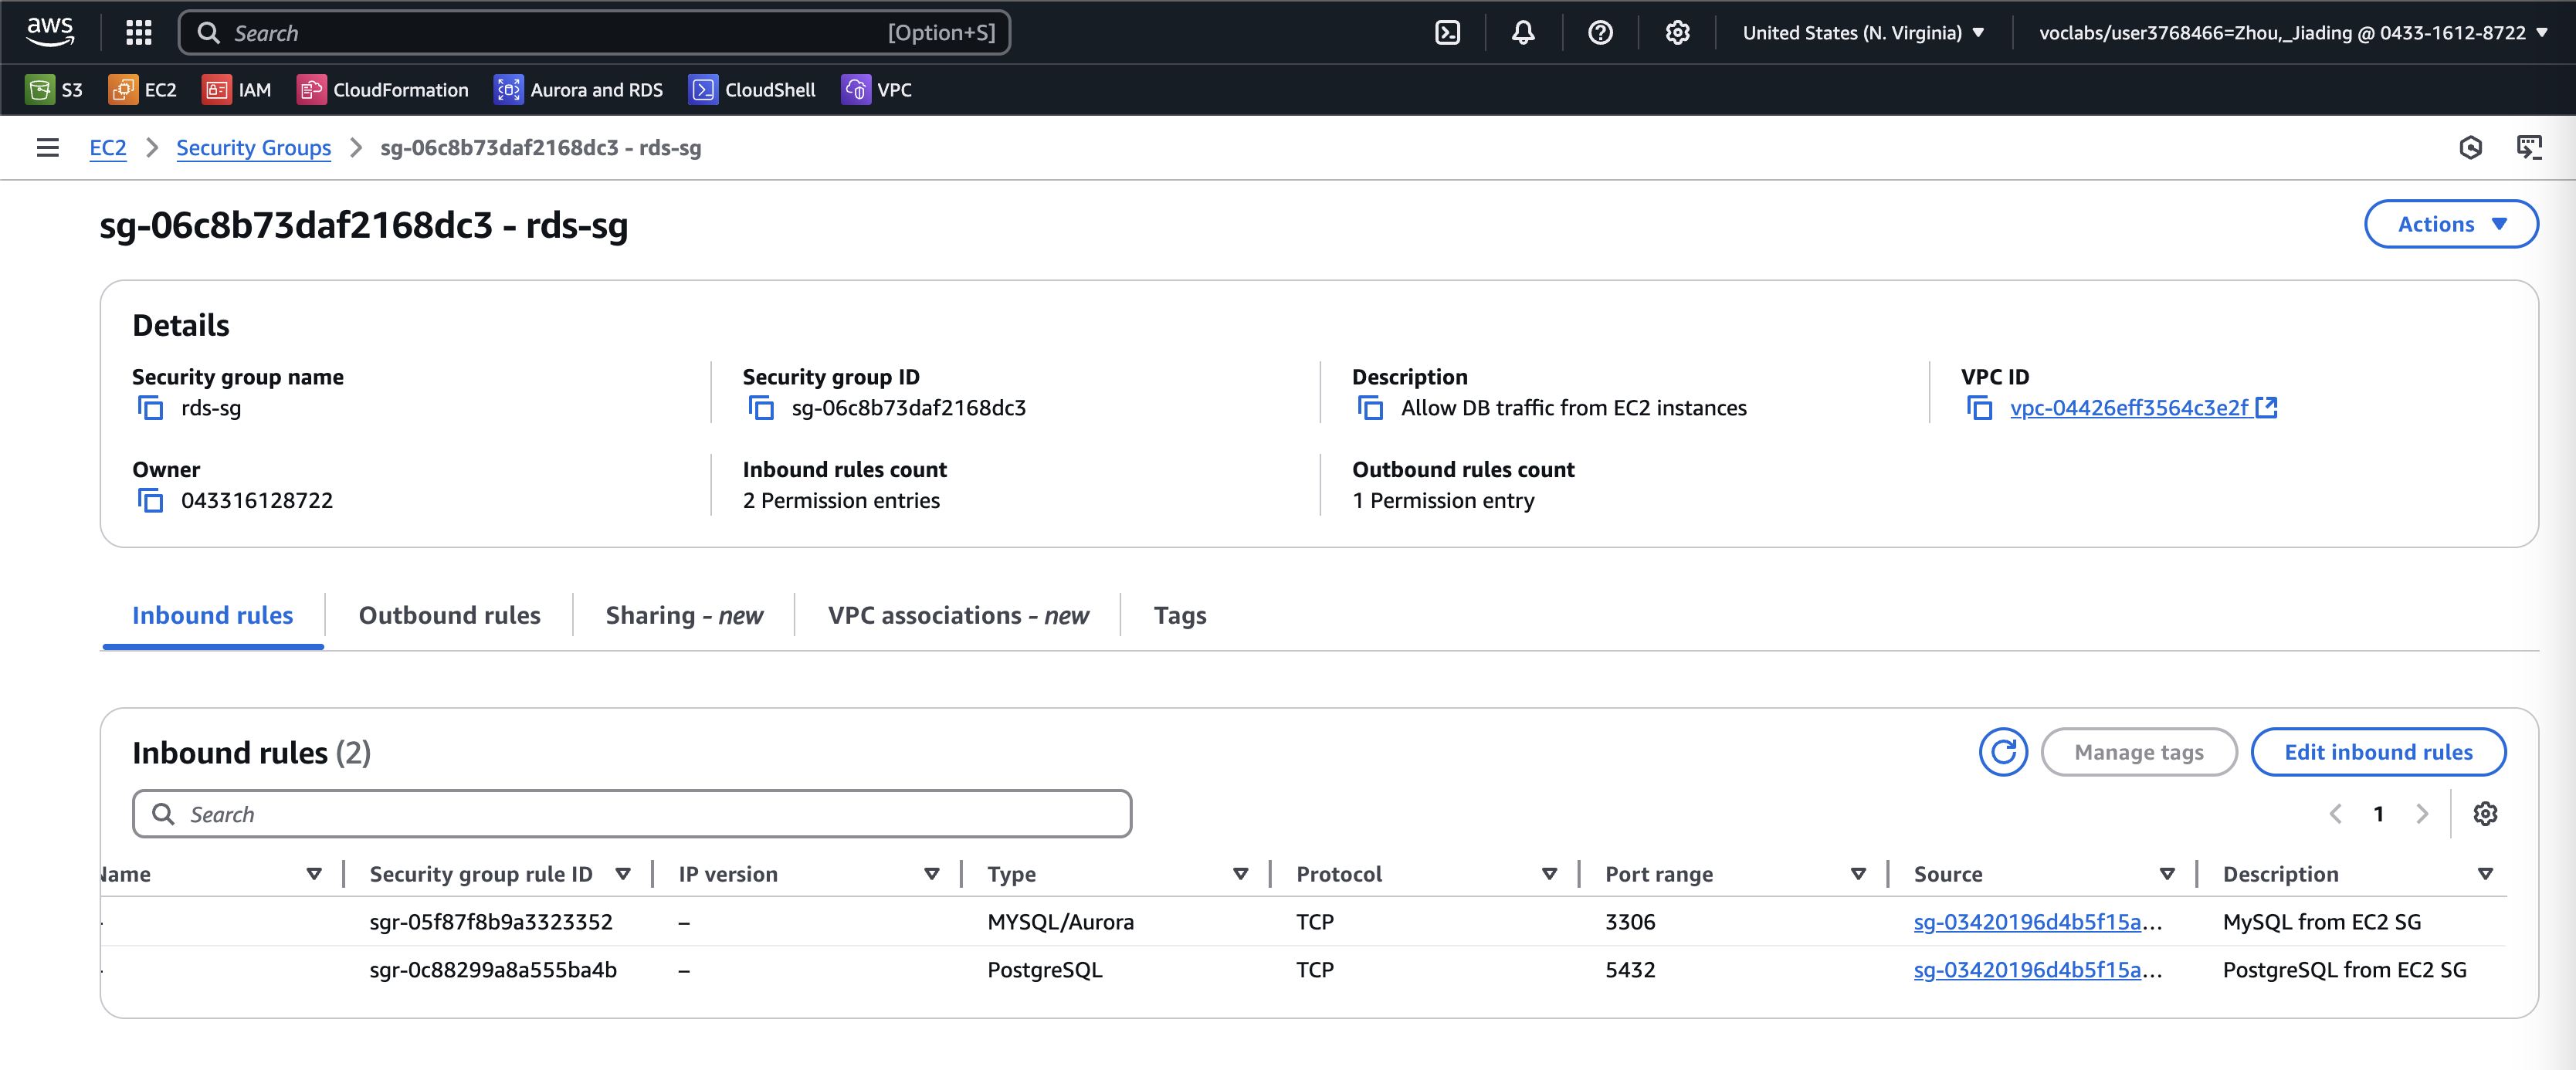 aws Search [Option+S] United States (N. Virginia) voclabs/user3768466=Zhou,_Jiading @ 0433-1612-8722
S3 EC2 IAM CloudFormation Aurora and RDS CloudShell VPC
EC2 Security Groups sg-06c8b73daf2168dc3 - rds-sg
sg-06c8b73daf2168dc3 - rds-sg Actions
Details
Security group name Security group ID Description VPC ID
rds-sg sg-06c8b73daf2168dc3 Allow DB traffic from EC2 instances vpc-04426eff3564c3e2f
Owner Inbound rules count Outbound rules count
043316128722 2 Permission entries 1 Permission entry
Inbound rules Outbound rules Sharing - new VPC associations - new Tags
Inbound rules (2) Manage tags Edit inbound rules
Search 1
Name Security group rule ID IP version Type Protocol Port range Source Description
sgr-05f87f8b9a3323352 – MYSQL/Aurora TCP 3306 sg-03420196d4b5f15a... MySQL from EC2 SG
sgr-0c88299a8a555ba4b – PostgreSQL TCP 5432 sg-03420196d4b5f15a... PostgreSQL from EC2 SG